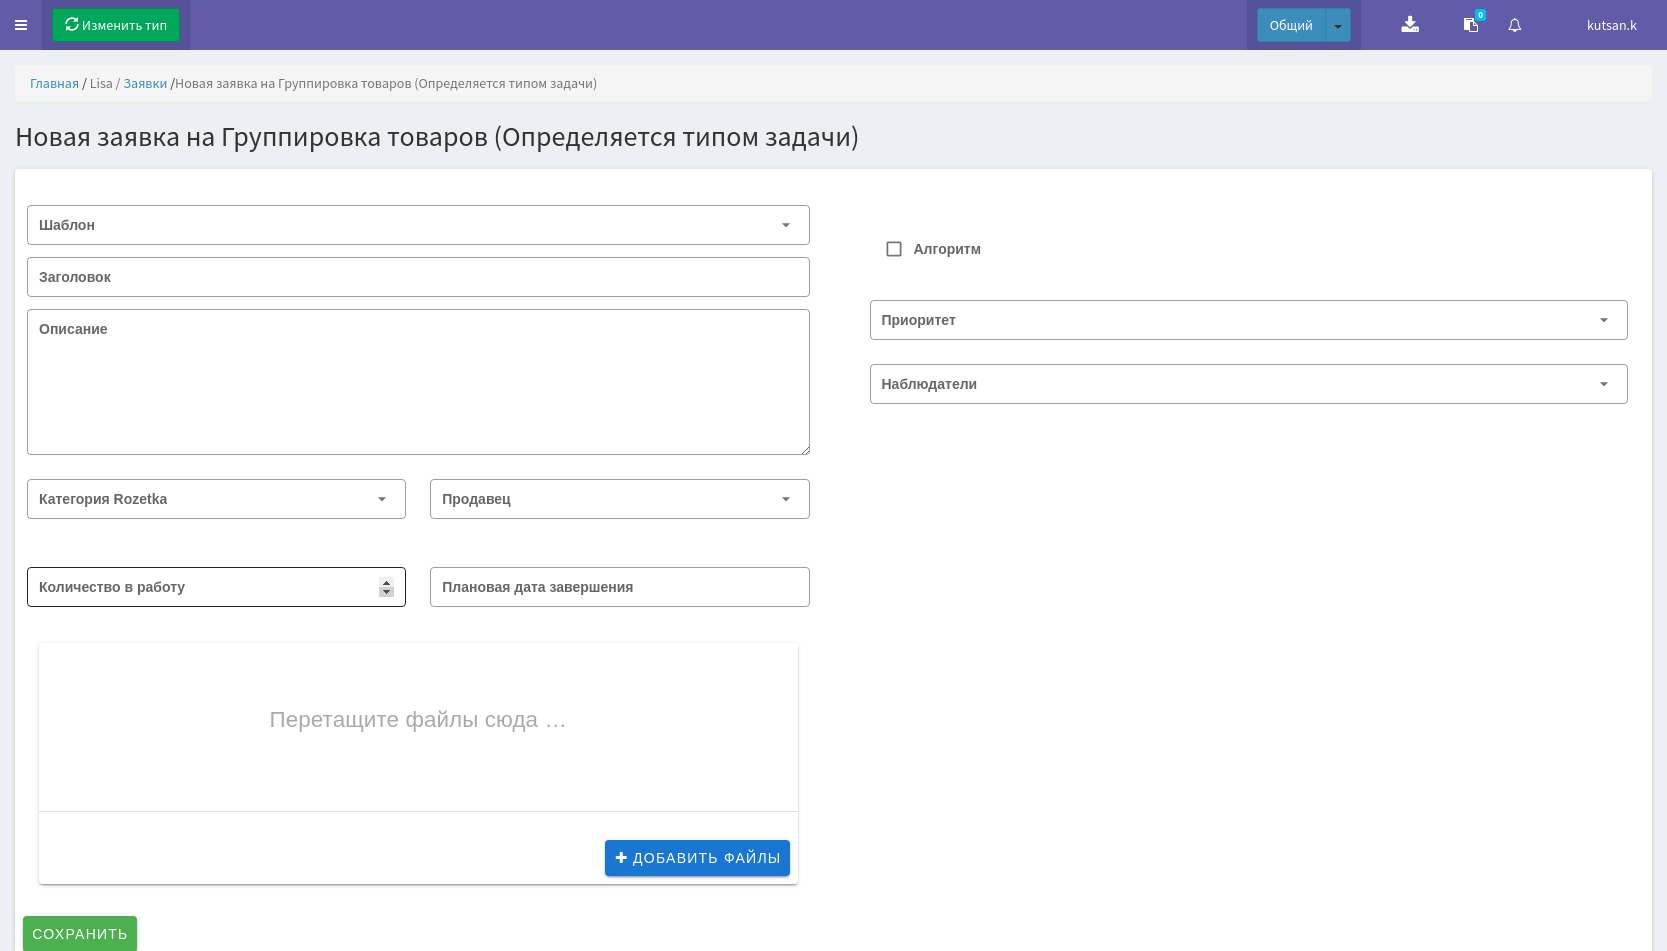 Изменить тип
Общий
0
kutsan.k
Главная / Lisa / Заявки /Новая заявка на Группировка товаров (Определяется типом задачи)
Новая заявка на Группировка товаров (Определяется типом задачи)
Шаблон
Алгоритм
Заголовок
Приоритет
Описание
Наблюдатели
Категория Rozetka
Продавец
Количество в работу
Плановая дата завершения
Перетащите файлы сюда …
ДОБАВИТЬ ФАЙЛЫ
СОХРАНИТЬ